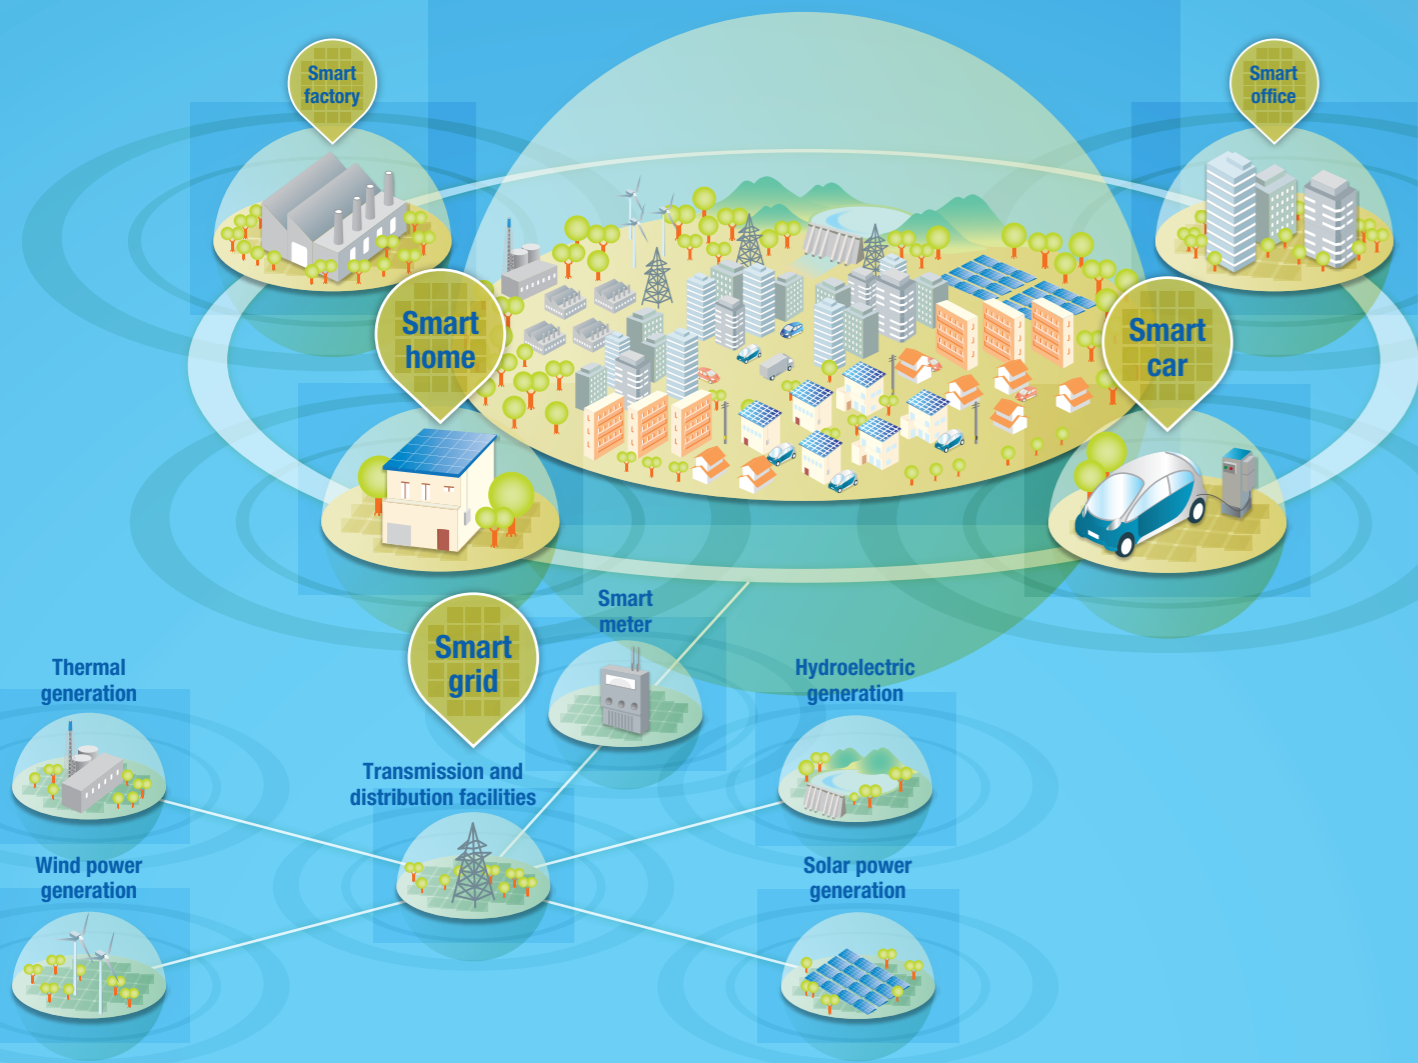 Smart
factory
Smart
office
Smart
home
Smart
car
Smart
meter
Smart
grid
Thermal
generation
Hydroelectric
generation
Transmission and
distribution facilities
Wind power
generation
Solar power
generation